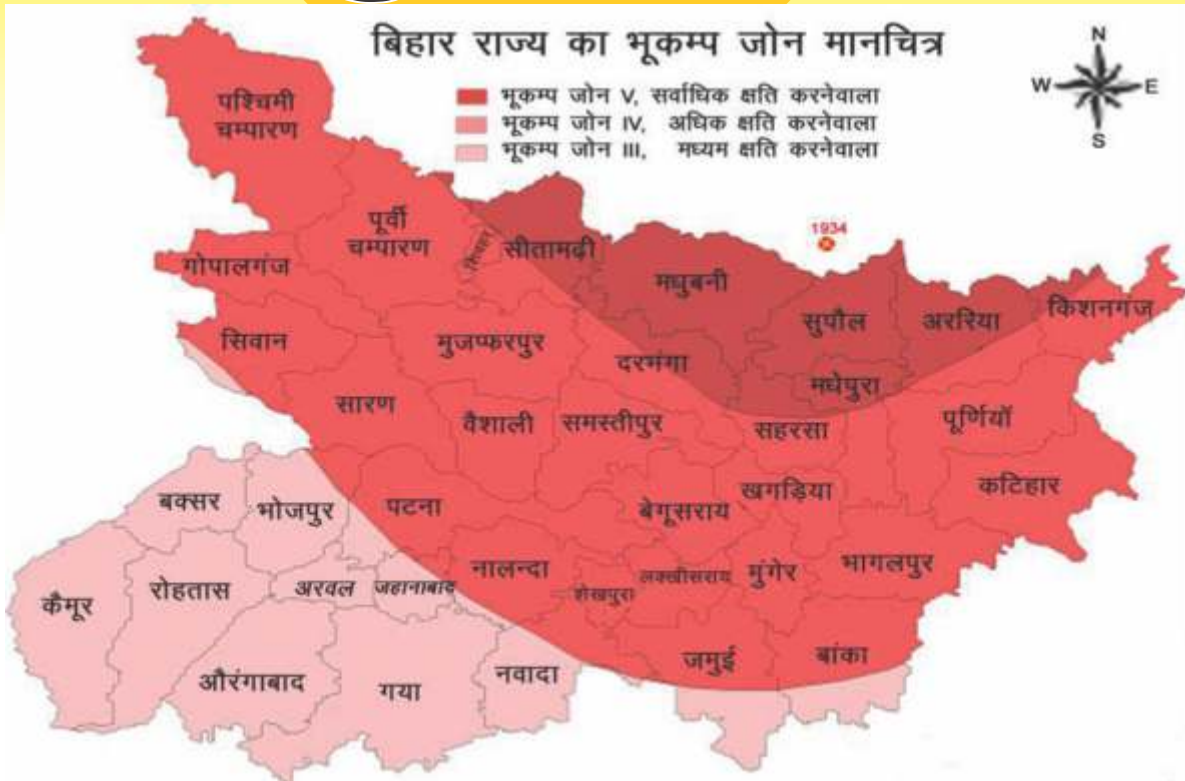 बिहार राज्य का भूकम्प जोन मानचित्र
भूकम्प जोन V, सर्वाधिक क्षति करनेवाला
भूकम्प जोन IV, अधिक क्षति करनेवाला
भूकम्प जोन III, मध्यम क्षति करनेवाला
N
W
E
S
पश्चिमी
चम्पारण
पूर्वी
चम्पारण
शिवहर
सीतामढ़ी
1934
गोपालगंज
मधुबनी
सुपौल
अररिया
किशनगंज
सिवान
मुजफ्फरपुर
दरभंगा
मधेपुरा
सारण
वैशाली
समस्तीपुर
सहरसा
पूर्णियाँ
बक्सर
भोजपुर
पटना
बेगूसराय
खगड़िया
कटिहार
कैमूर
रोहतास
अरवल
जहानाबाद
नालन्दा
शेखपुरा
लक्खीसराय
मुंगेर
भागलपुर
औरंगाबाद
गया
नवादा
जमुई
बांका